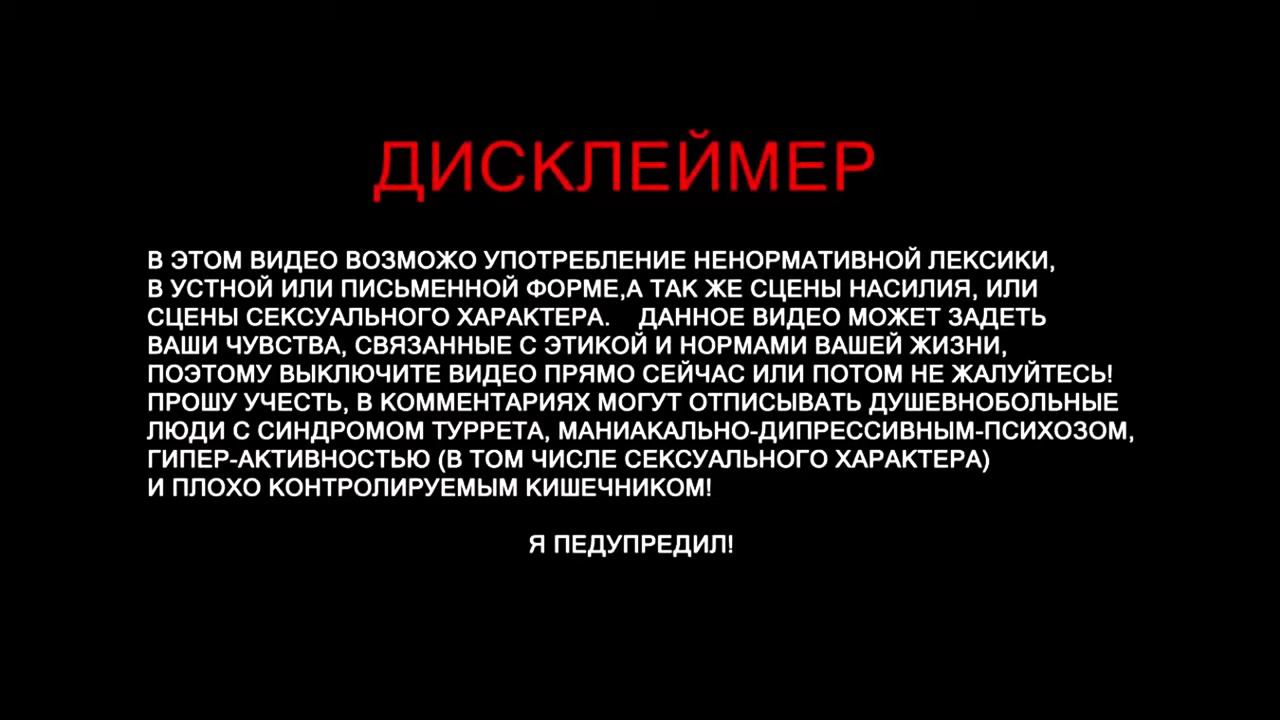 ДИСКЛЕЙМЕР
В ЭТОМ ВИДЕО ВОЗМОЖО УПОТРЕБЛЕНИЕ НЕНОРМАТИВНОЙ ЛЕКСИКИ,
В УСТНОЙ ИЛИ ПИСЬМЕННОЙ ФОРМЕ,А ТАК ЖЕ СЦЕНЫ НАСИЛИЯ, ИЛИ
СЦЕНЫ СЕКСУАЛЬНОГО ХАРАКТЕРА. ДАННОЕ ВИДЕО МОЖЕТ ЗАДЕТЬ
ВАШИ ЧУВСТВА, СВЯЗАННЫЕ С ЭТИКОЙ И НОРМАМИ ВАШЕЙ ЖИЗНИ,
ПОЭТОМУ ВЫКЛЮЧИТЕ ВИДЕО ПРЯМО СЕЙЧАС ИЛИ ПОТОМ НЕ ЖАЛУЙТЕСЬ!
ПРОШУ УЧЕСТЬ, В КОММЕНТАРИЯХ МОГУТ ОТПИСЫВАТЬ ДУШЕВНОБОЛЬНЫЕ
ЛЮДИ С СИНДРОМОМ ТУРРЕТА, МАНИАКАЛЬНО-ДИПРЕССИВНЫМ-ПСИХОЗОМ,
ГИПЕР-АКТИВНОСТЬЮ (В ТОМ ЧИСЛЕ СЕКСУАЛЬНОГО ХАРАКТЕРА)
И ПЛОХО КОНТРОЛИРУЕМЫМ КИШЕЧНИКОМ!
Я ПЕДУПРЕДИЛ!